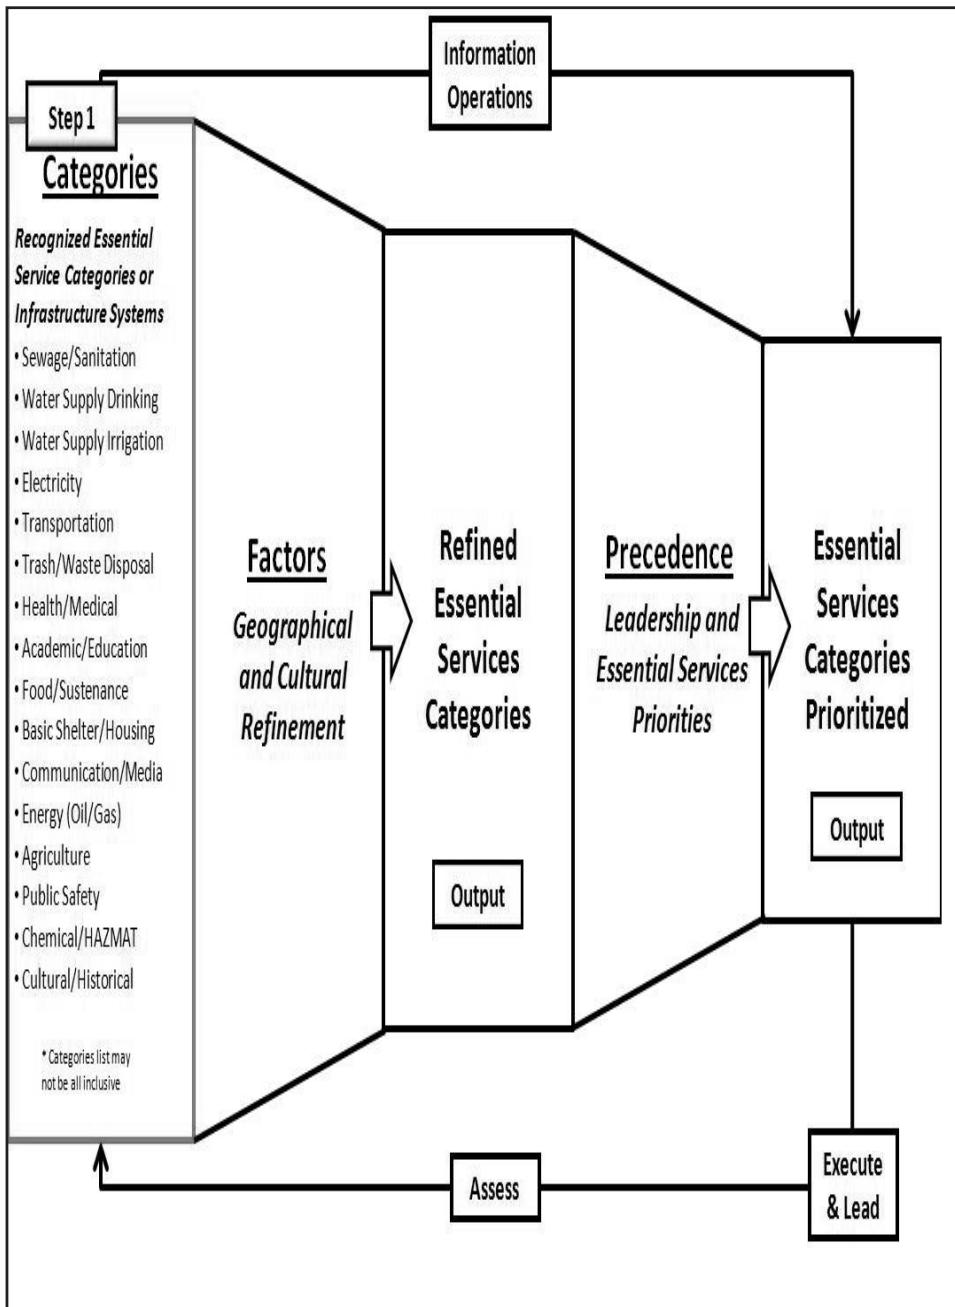 Information
Operations
Step 1
Categories
Recognized Essential
Service Categories or
Infrastructure Systems
• Sewage/Sanitation
• Water Supply Drinking
• Water Supply Irrigation
• Electricity
• Transportation
• Trash/Waste Disposal
• Health/Medical
• Academic/Education
• Food/Sustenance
• Basic Shelter/Housing
• Communication/Media
• Energy (Oil/Gas)
• Agriculture
• Public Safety
• Chemical/HAZMAT
• Cultural/Historical
* Categories list may
not be all inclusive
Factors
Geographical
and Cultural
Refinement
Refined
Essential
Services
Categories
Output
Precedence
Leadership and
Essential Services
Priorities
Essential
Services
Categories
Prioritized
Output
Execute
& Lead
Assess